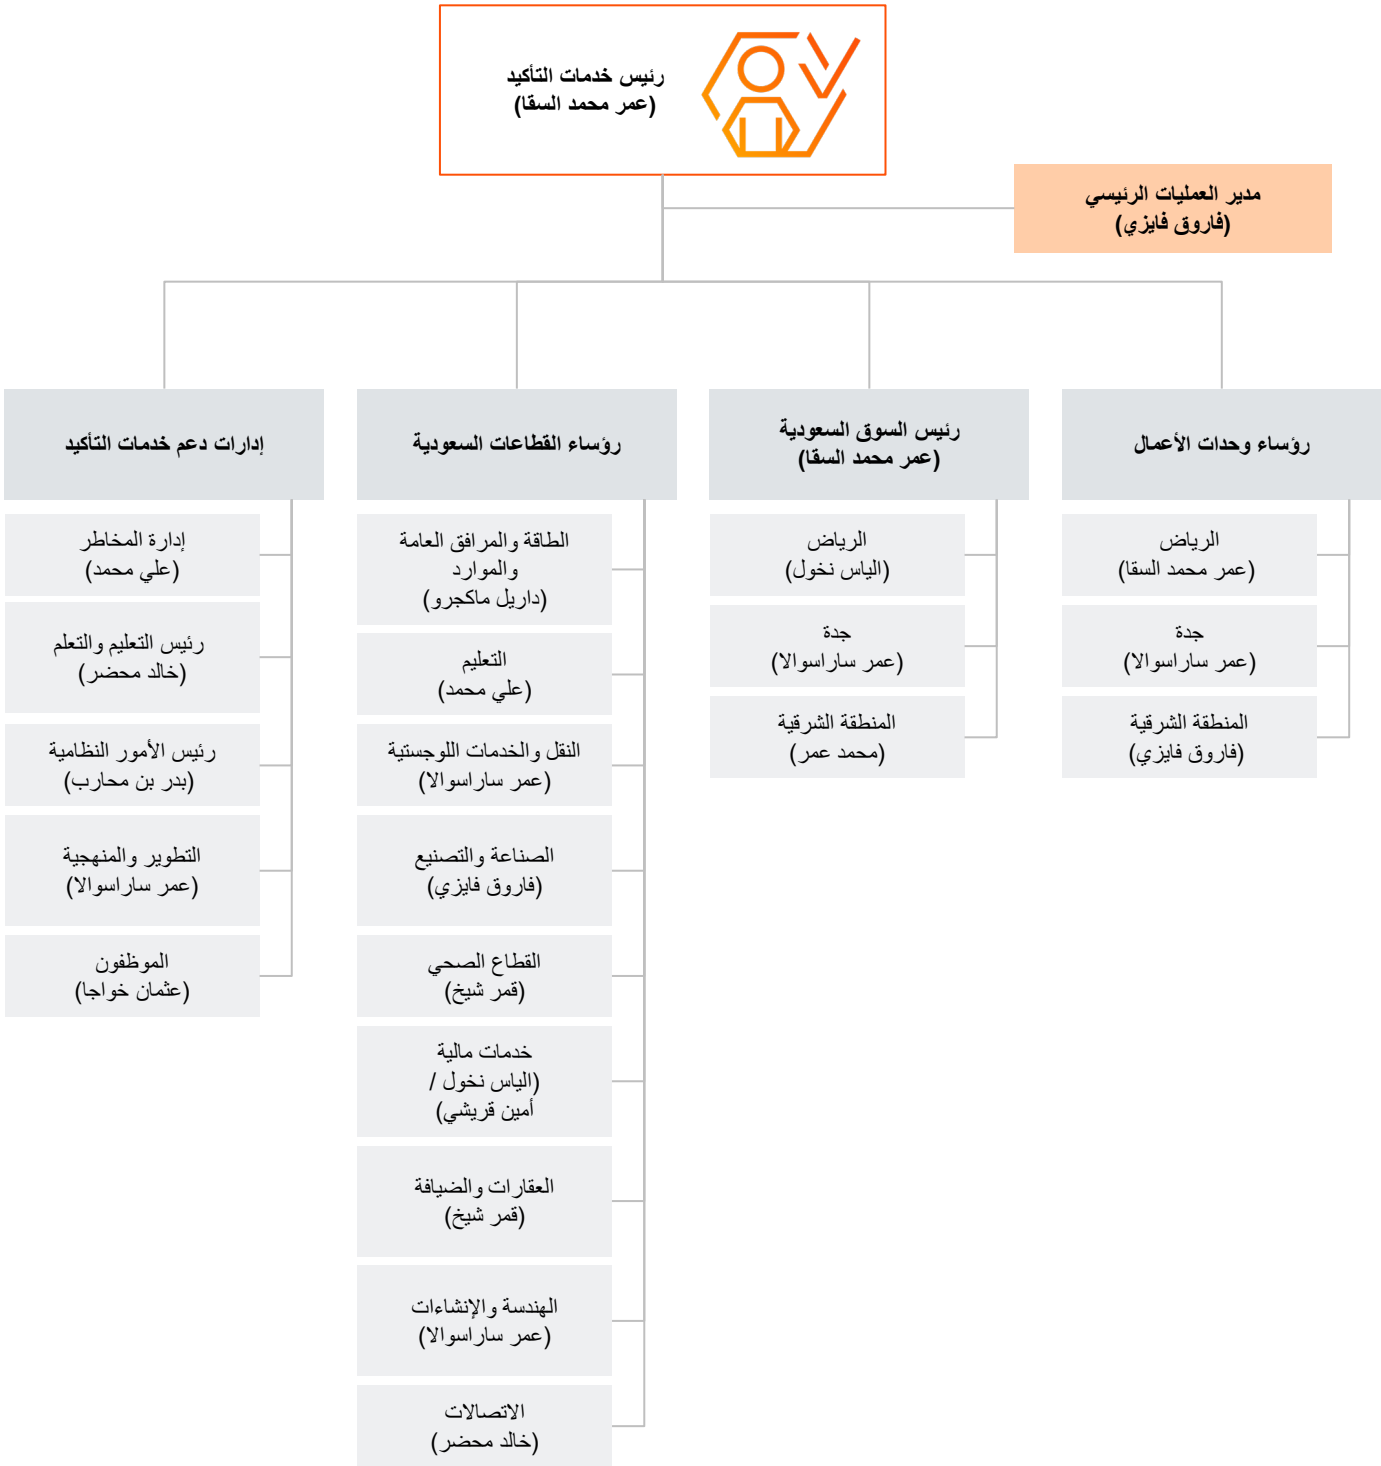 رئيس خدمات التأكيد
(عمر محمد السقا)
مدير العمليات الرئيسي
(فاروق فايزي)
رؤساء وحدات الأعمال
الرياض
(عمر محمد السقا)
جدة
(عمر ساراسوالا)
المنطقة الشرقية
(فاروق فايزي)
رئيس السوق السعودية
(عمر محمد السقا)
الرياض
(الياس نخول)
جدة
(عمر ساراسوالا)
المنطقة الشرقية
(محمد عمر)
رؤساء القطاعات السعودية
الطاقة والمرافق العامة
والموارد
(داريل ماكجرو)
التعليم
(علي محمد)
النقل والخدمات اللوجستية
(عمر ساراسوالا)
الصناعة والتصنيع
(فاروق فايزي)
القطاع الصحي
(قمر شيخ)
خدمات مالية
(الياس نخول /
أمين قريشي)
العقارات والضيافة
(قمر شيخ)
الهندسة والإنشاءات
(عمر ساراسوالا)
الاتصالات
(خالد محضر)
إدارات دعم خدمات التأكيد
إدارة المخاطر
(علي محمد)
رئيس التعليم والتعلم
(خالد محضر)
رئيس الأمور النظامية
(بدر بن محارب)
التطوير والمنهجية
(عمر ساراسوالا)
الموظفون
(عثمان خواجا)